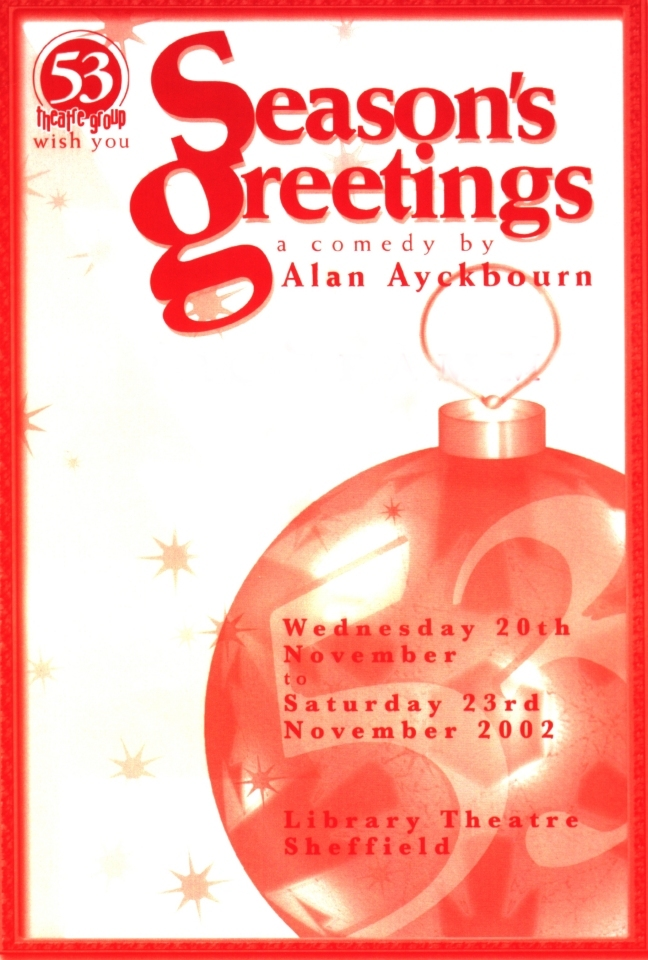 53
theatre group
wish you
Season's
greetings
a comedy by
Alan Ayckbourn
53
Wednesday 20th
November
to
Saturday 23rd
November 2002
Library Theatre
Sheffield